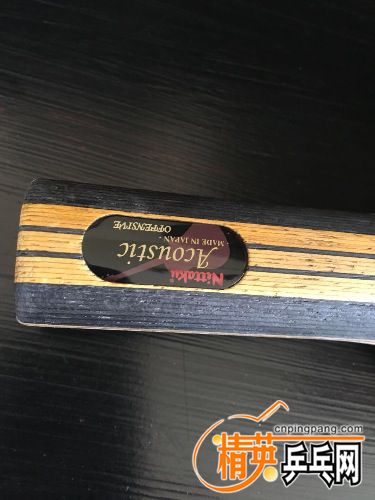 Nittaku
Acoustic
- MADE IN JAPAN -
OFFENSIVE
cnpingpang.com
精英乒乓网